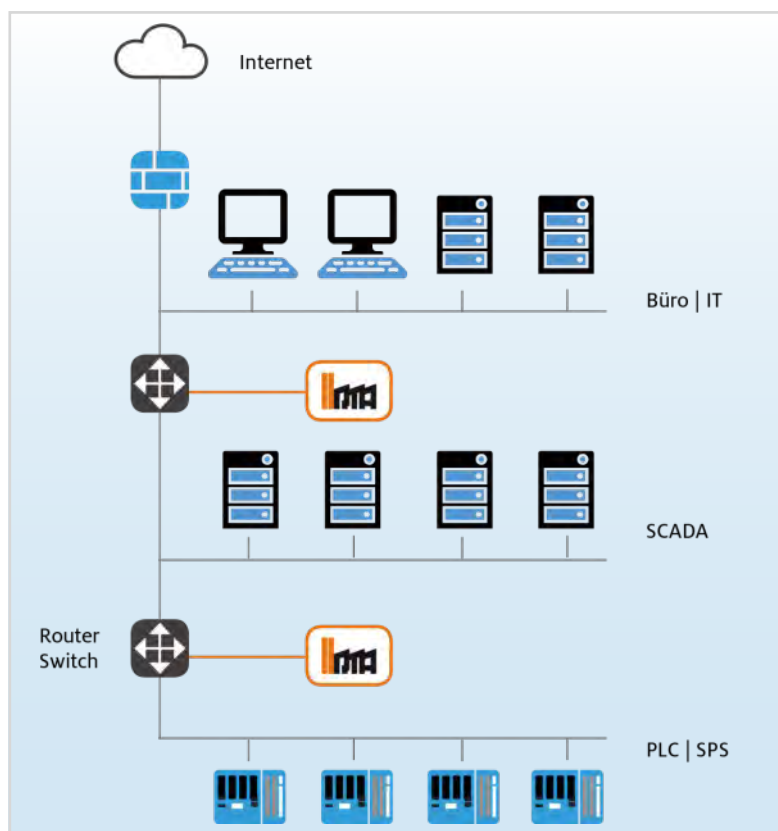 Internet
Büro | IT
SCADA
Router
Switch
PLC | SPS